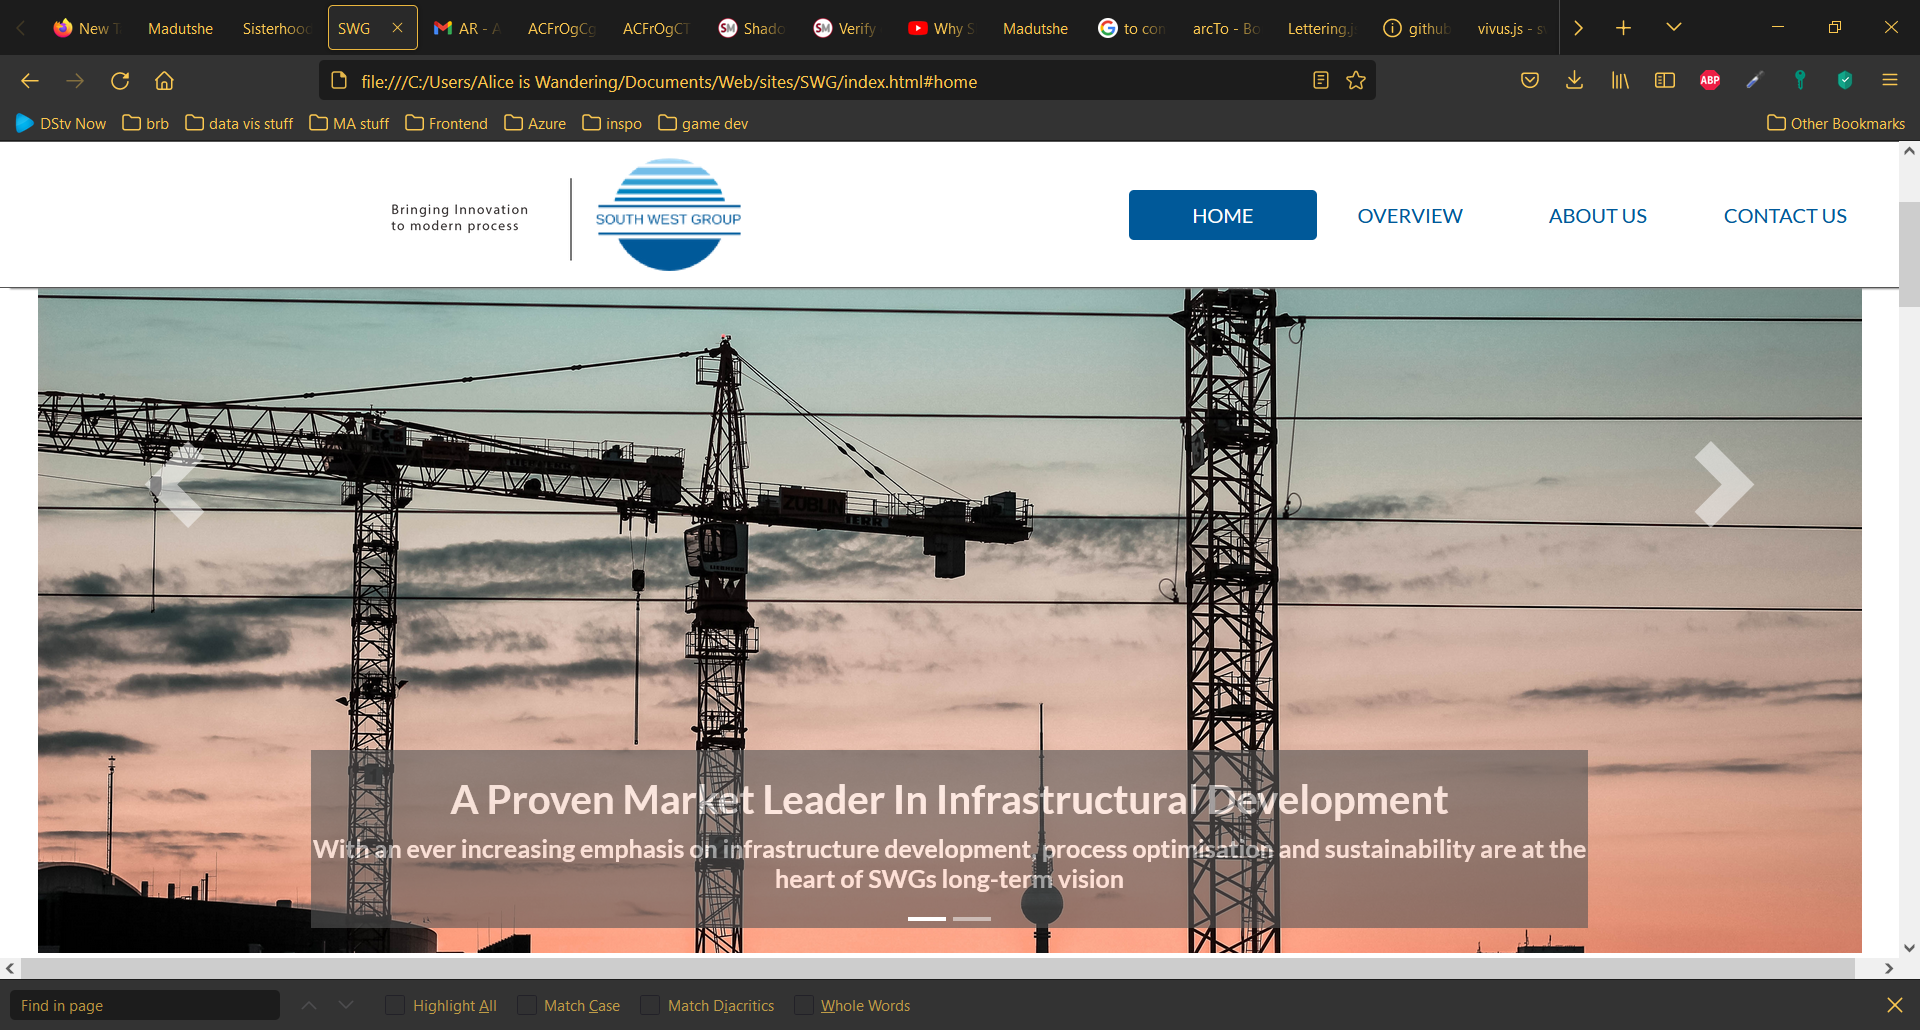 New T
Madutshe
Sisterhood
SWG
AR - A
ACFrOgCg
ACFrOgCT
Shado
Verify
Why S
Madutshe
to con
arcTo - Bo
Lettering.j
github
vivus.js - s
file:///C:/Users/Alice is Wandering/Documents/Web/sites/SWG/index.html#home
ABP
DStv Now
brb
data vis stuff
MA stuff
Frontend
Azure
inspo
game dev
Other Bookmarks
Bringing Innovation
to modern process
SOUTH WEST GROUP
HOME
OVERVIEW
ABOUT US
CONTACT US
ZÜBLIN
A Proven Market Leader In Infrastructural Development
With an ever increasing emphasis on infrastructure development, process optimisation and sustainability are at the
heart of SWGs long-term vision
Find in page
Highlight All
Match Case
Match Diacritics
Whole Words